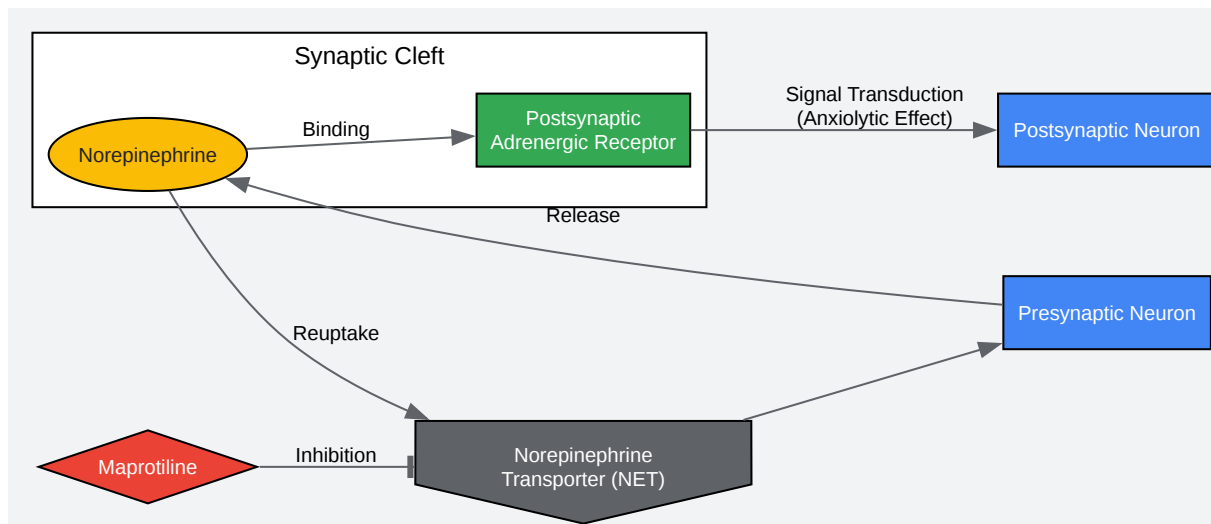 Synaptic Cleft
Norepinephrine
Binding
Postsynaptic
Adrenergic Receptor
Signal Transduction
(Anxiolytic Effect)
Postsynaptic Neuron
Release
Presynaptic Neuron
Reuptake
Maprotiline
Inhibition
Norepinephrine
Transporter (NET)